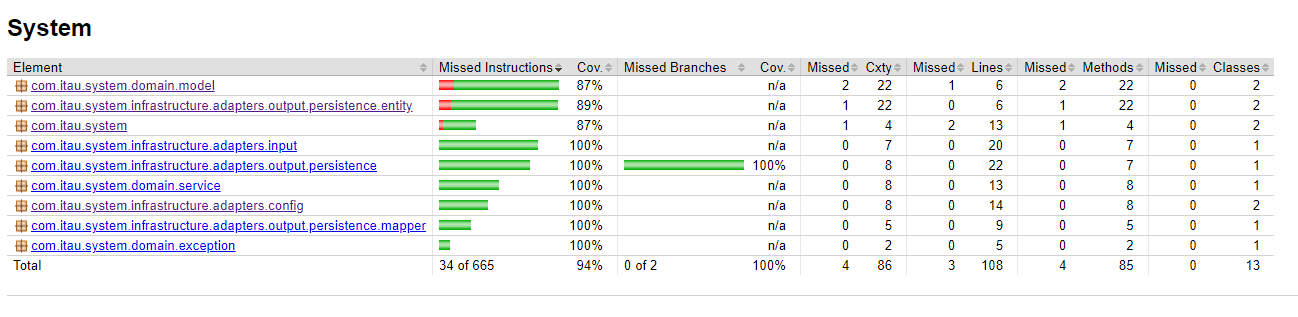 System
Element Missed Instructions Cov. Missed Branches Cov. Missed Cxty Missed Lines Missed Methods Missed Classes
com.itau.system.domain.model 87% n/a 2 22 1 6 2 22 0 2
com.itau.system.infrastructure.adapters.output.persistence.entity 89% n/a 1 22 0 6 1 22 0 2
com.itau.system 87% n/a 1 4 2 13 1 4 0 2
com.itau.system.infrastructure.adapters.input 100% n/a 0 7 0 20 0 7 0 1
com.itau.system.infrastructure.adapters.output.persistence 100% 100% 0 8 0 22 0 7 0 1
com.itau.system.domain.service 100% n/a 0 8 0 13 0 8 0 1
com.itau.system.infrastructure.adapters.config 100% n/a 0 8 0 14 0 8 0 2
com.itau.system.infrastructure.adapters.output.persistence.mapper 100% n/a 0 5 0 9 0 5 0 1
com.itau.system.domain.exception 100% n/a 0 2 0 5 0 2 0 1
Total 34 of 665 94% 0 of 2 100% 4 86 3 108 4 85 0 13